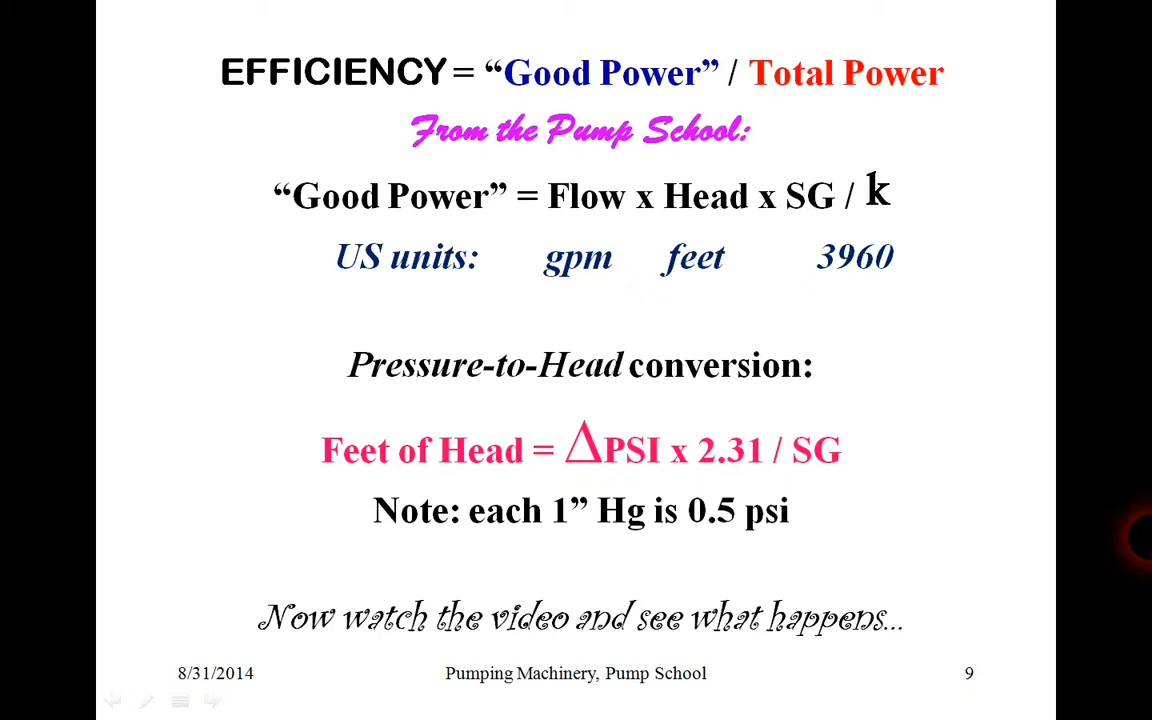 EFFICIENCY = “Good Power” / Total Power
From the Pump School:
“Good Power” = Flow x Head x SG / k
US units: gpm feet 3960
Pressure-to-Head conversion:
Feet of Head = ΔPSI x 2.31 / SG
Note: each 1” Hg is 0.5 psi
Now watch the video and see what happens...
8/31/2014 Pumping Machinery, Pump School 9